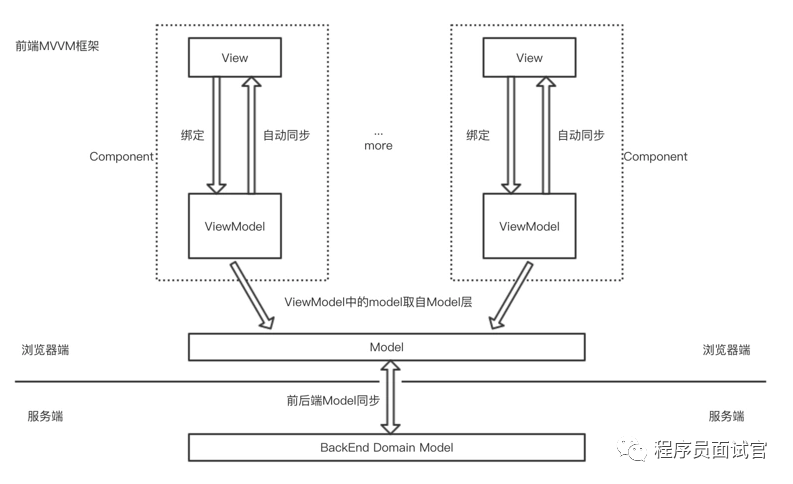 前端MVVM框架
View
View
绑定
自动同步
...
more
绑定
自动同步
Component
Component
ViewModel
ViewModel
ViewModel中的model取自Model层
Model
浏览器端
浏览器端
前后端Model同步
服务端
服务端
BackEnd Domain Model
程序员面试官